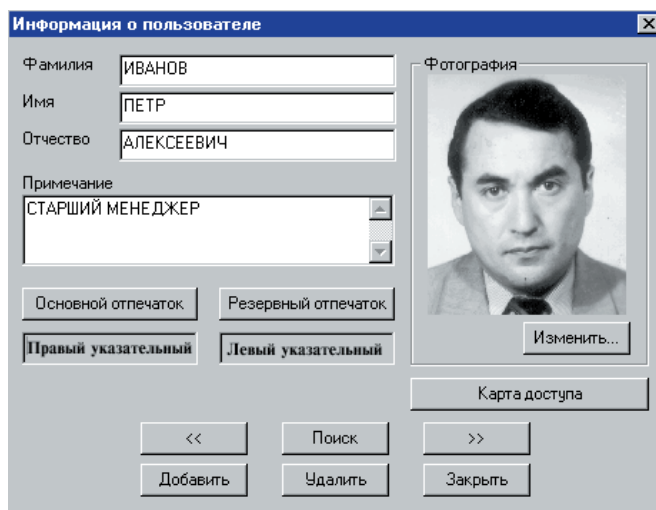 Информация о пользователе
Фамилия ИВАНОВ
Имя ПЕТР
Отчество АЛЕКСЕЕВИЧ
Примечание
СТАРШИЙ МЕНЕДЖЕР
Фотография
Изменить...
Основной отпечаток Резервный отпечаток
Правый указательный Левый указательный
Карта доступа
<< Поиск >>
Добавить Удалить Закрыть